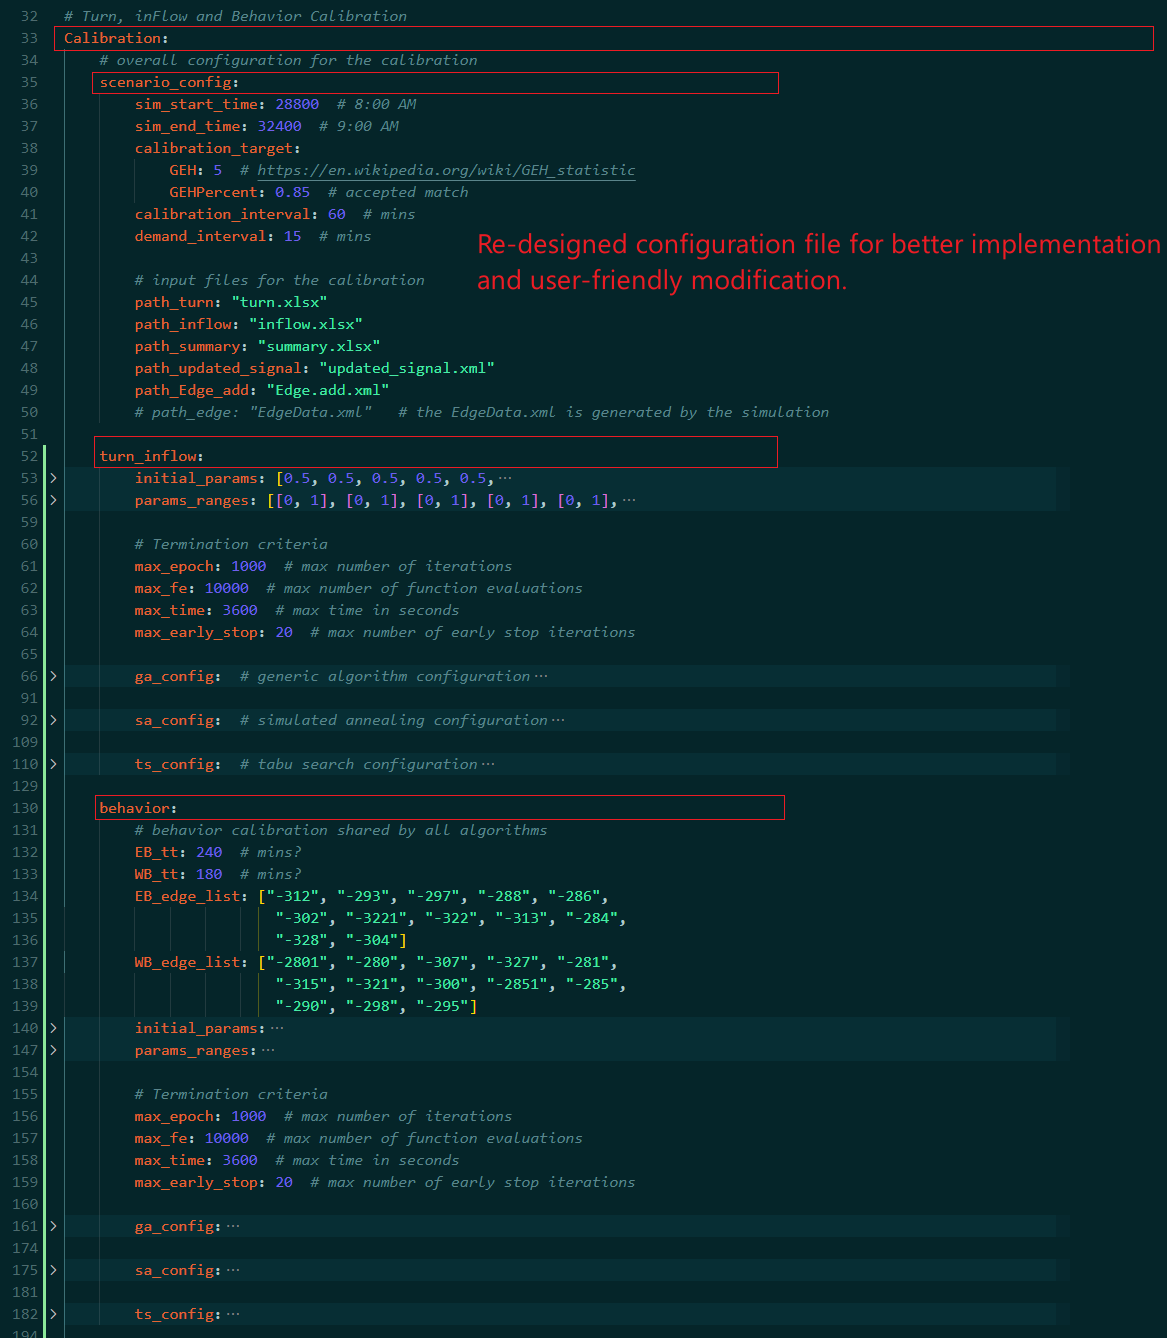 32 # Turn, inFlow and Behavior Calibration
33 Calibration:
34 # overall configuration for the calibration
35 scenario_config:
36 sim_start_time: 28800 # 8:00 AM
37 sim_end_time: 32400 # 9:00 AM
38 calibration_target:
39 GEH: 5 # https://en.wikipedia.org/wiki/GEH_statistic
40 GEHPercent: 0.85 # accepted match
41 calibration_interval: 60 # mins
42 demand_interval: 15 # mins
Re-designed configuration file for better implementation
and user-friendly modification.
43
44 # input files for the calibration
45 path_turn: "turn.xlsx"
46 path_inflow: "inflow.xlsx"
47 path_summary: "summary.xlsx"
48 path_updated_signal: "updated_signal.xml"
49 path_Edge_add: "Edge.add.xml"
50 # path_edge: "EdgeData.xml" # the EdgeData.xml is generated by the simulation
51
52 turn_inflow:
53 > initial_params: [0.5, 0.5, 0.5, 0.5, 0.5,···
56 > params_ranges: [[0, 1], [0, 1], [0, 1], [0, 1], [0, 1],···
59
60 # Termination criteria
61 max_epoch: 1000 # max number of iterations
62 max_fe: 10000 # max number of function evaluations
63 max_time: 3600 # max time in seconds
64 max_early_stop: 20 # max number of early stop iterations
65
66 > ga_config: # generic algorithm configuration···
91
92 > sa_config: # simulated annealing configuration···
109
110 > ts_config: # tabu search configuration···
129
130 behavior:
131 # behavior calibration shared by all algorithms
132 EB_tt: 240 # mins?
133 WB_tt: 180 # mins?
134 EB_edge_list: ["-312", "-293", "-297", "-288", "-286",
135 "-302", "-3221", "-322", "-313", "-284",
136 "-328", "-304"]
137 WB_edge_list: ["-2801", "-280", "-307", "-327", "-281",
138 "-315", "-321", "-300", "-2851", "-285",
139 "-290", "-298", "-295"]
140 > initial_params:···
147 > params_ranges:···
154
155 # Termination criteria
156 max_epoch: 1000 # max number of iterations
157 max_fe: 10000 # max number of function evaluations
158 max_time: 3600 # max time in seconds
159 max_early_stop: 20 # max number of early stop iterations
160
161 > ga_config:···
174
175 > sa_config:···
181
182 > ts_config:···
194